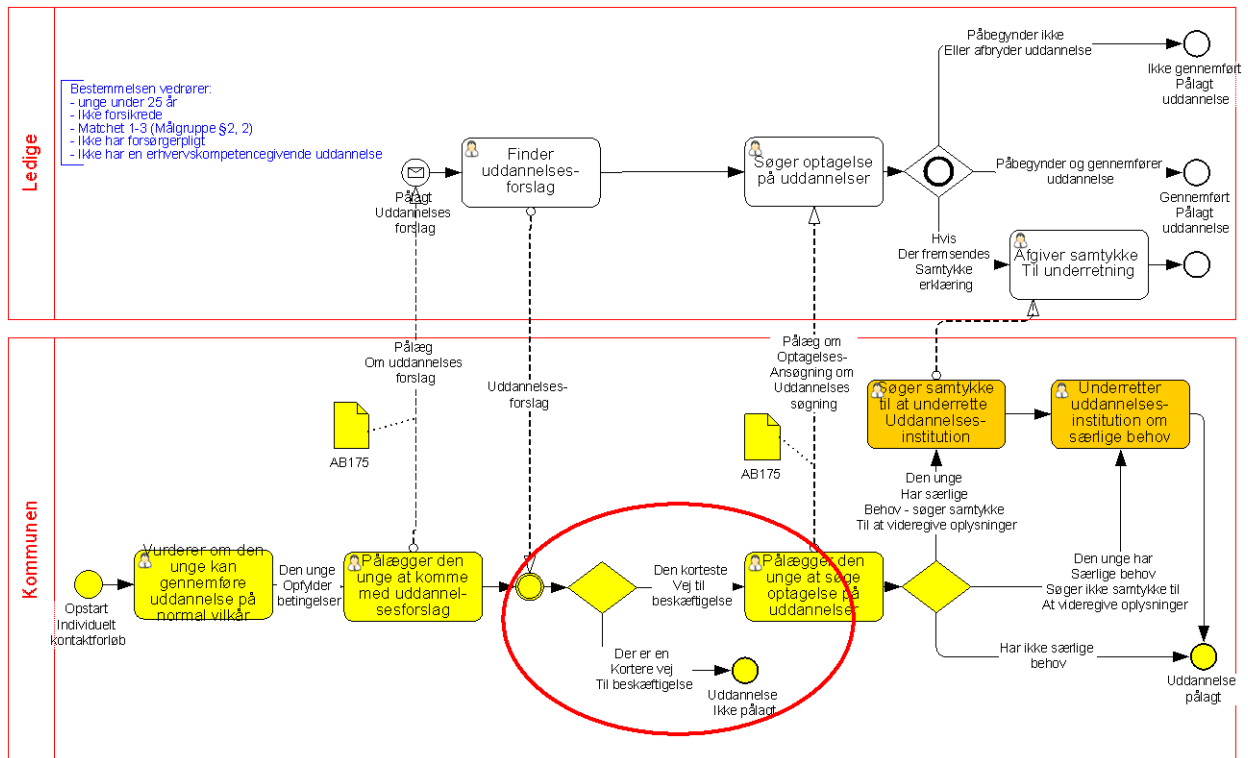 Ledige
Bestemmelsen vedrører:
- unge under 25 år
- Ikke forsikrede
- Matchet 1-3 (Målgruppe §2, 2)
- Ikke har forsørgerpligt
- Ikke har en erhvervskompetencegivende uddannelse
Pålagt
Uddannelses
forslag
Finder
uddannelses-
forslag
Søger optagelse
på uddannelser
Påbegynder ikke
Eller afbryder uddannelse
Ikke gennemført
Pålagt
uddannelse
Påbegynder og gennemfører
uddannelse
Gennemført
Pålagt
uddannelse
Hvis
Der fremsendes
Samtykke
erklæring
Afgiver samtykke
Til underretning
Kommunen
Pålæg
Om uddannelses
forslag
AB175
Uddannelses-
forslag
Pålæg om
Optagelses-
Ansøgning om
Uddannelses
søgning
AB175
Søger samtykke
til at underrette
Uddannelses-
institution
Underretter
uddannelses-
institution om
særlige behov
Opstart
Individuelt
kontaktforløb
Vurderer om den
unge kan
gennemføre
uddannelse på
normal vilkår
Den unge
Opfylder
betingelser
Pålægger den
unge at komme
med uddannel-
sesforslag
Den korteste
Vej til
beskæftigelse
Der er en
Kortere vej
Til beskæftigelse
Uddannelse
Ikke pålagt
Pålægger den
unge at søge
optagelse på
uddannelser
Den unge
Har særlige
Behov - søger samtykke
Til at videregive oplysninger
Den unge har
Særlige behov
Søger ikke samtykke til
At videregive oplysninger
Har ikke særlige
behov
Uddannelse
pålagt